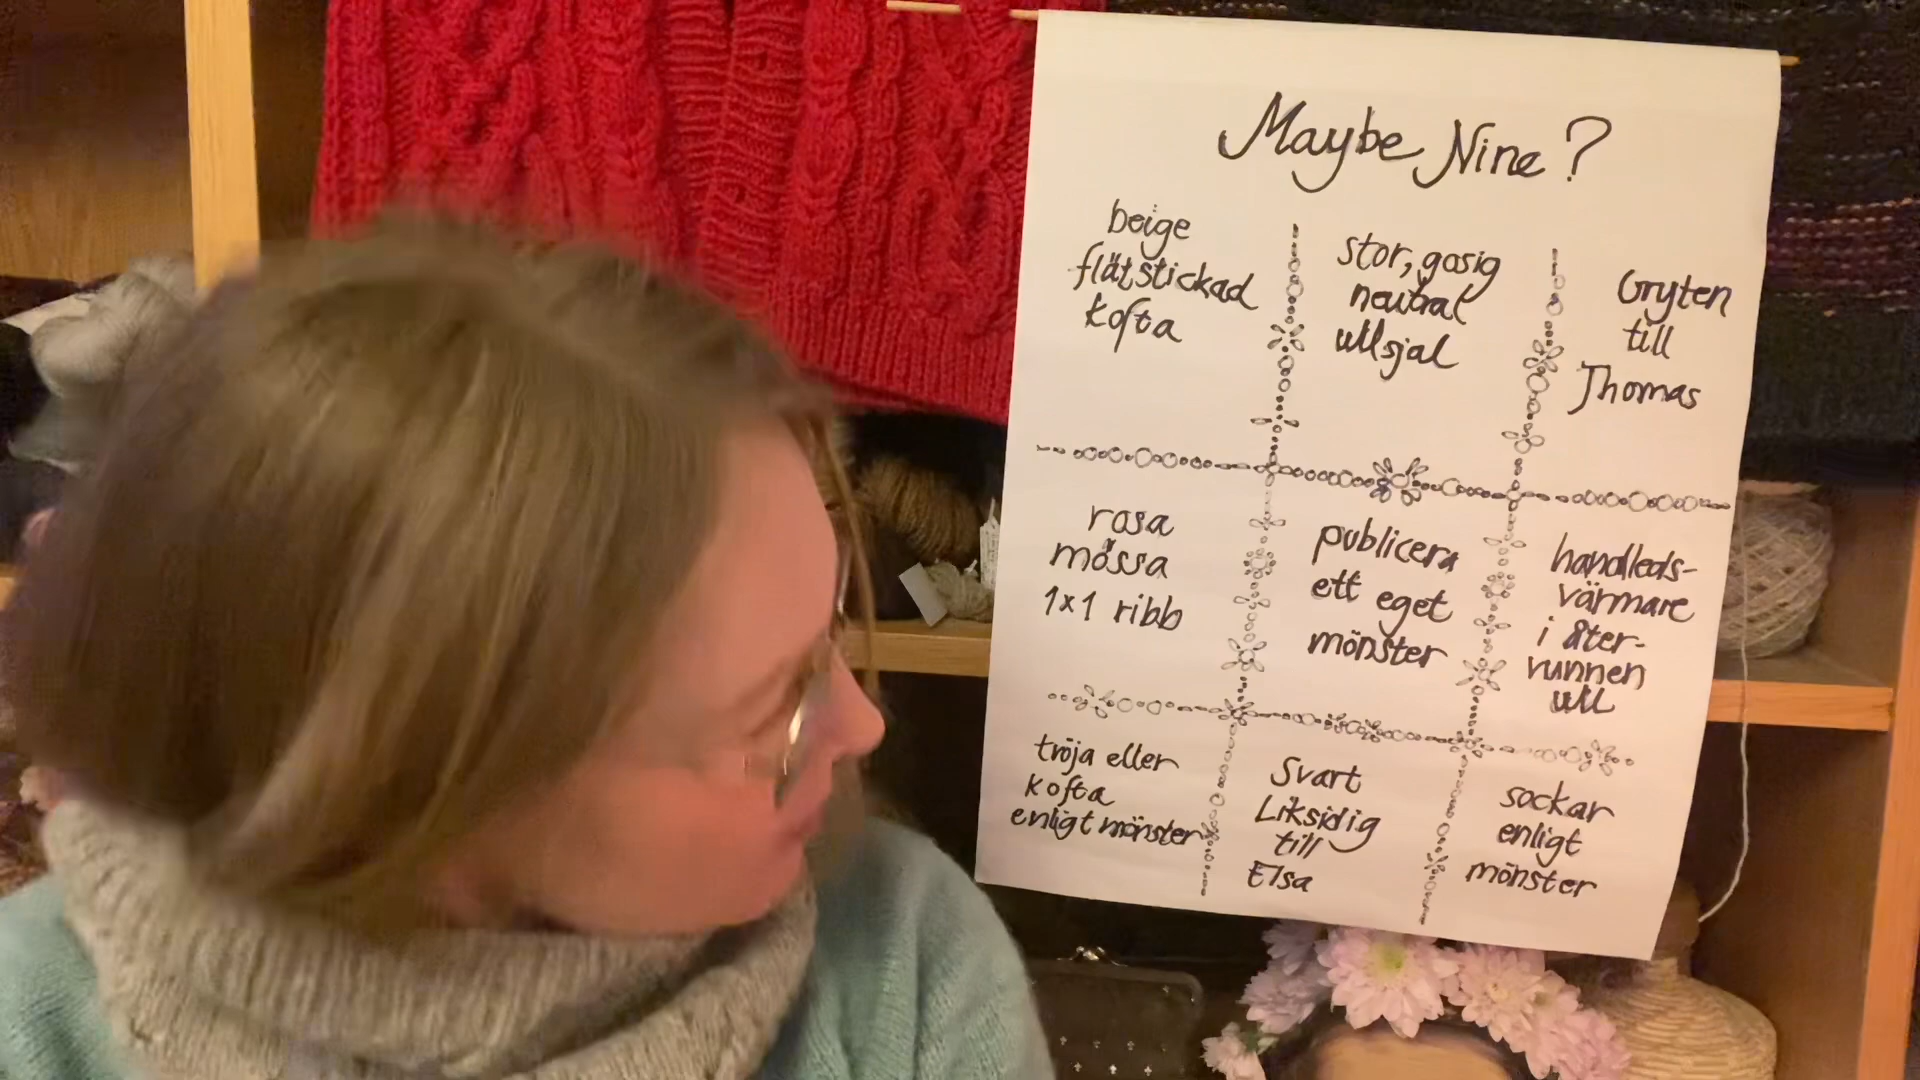 Maybe Nine?
beige
flätstickad
kofta
stor, gosig
neutral
ullsjal
Gryten
till
Thomas
rosa
mössa
1x1 ribb
publicera
ett eget
mönster
handleds-
värmare
i åter-
vunnen
ull
tröja eller
kofta
enligt mönster
Svart
Liksidig
till
Elsa
sockar
enligt
mönster